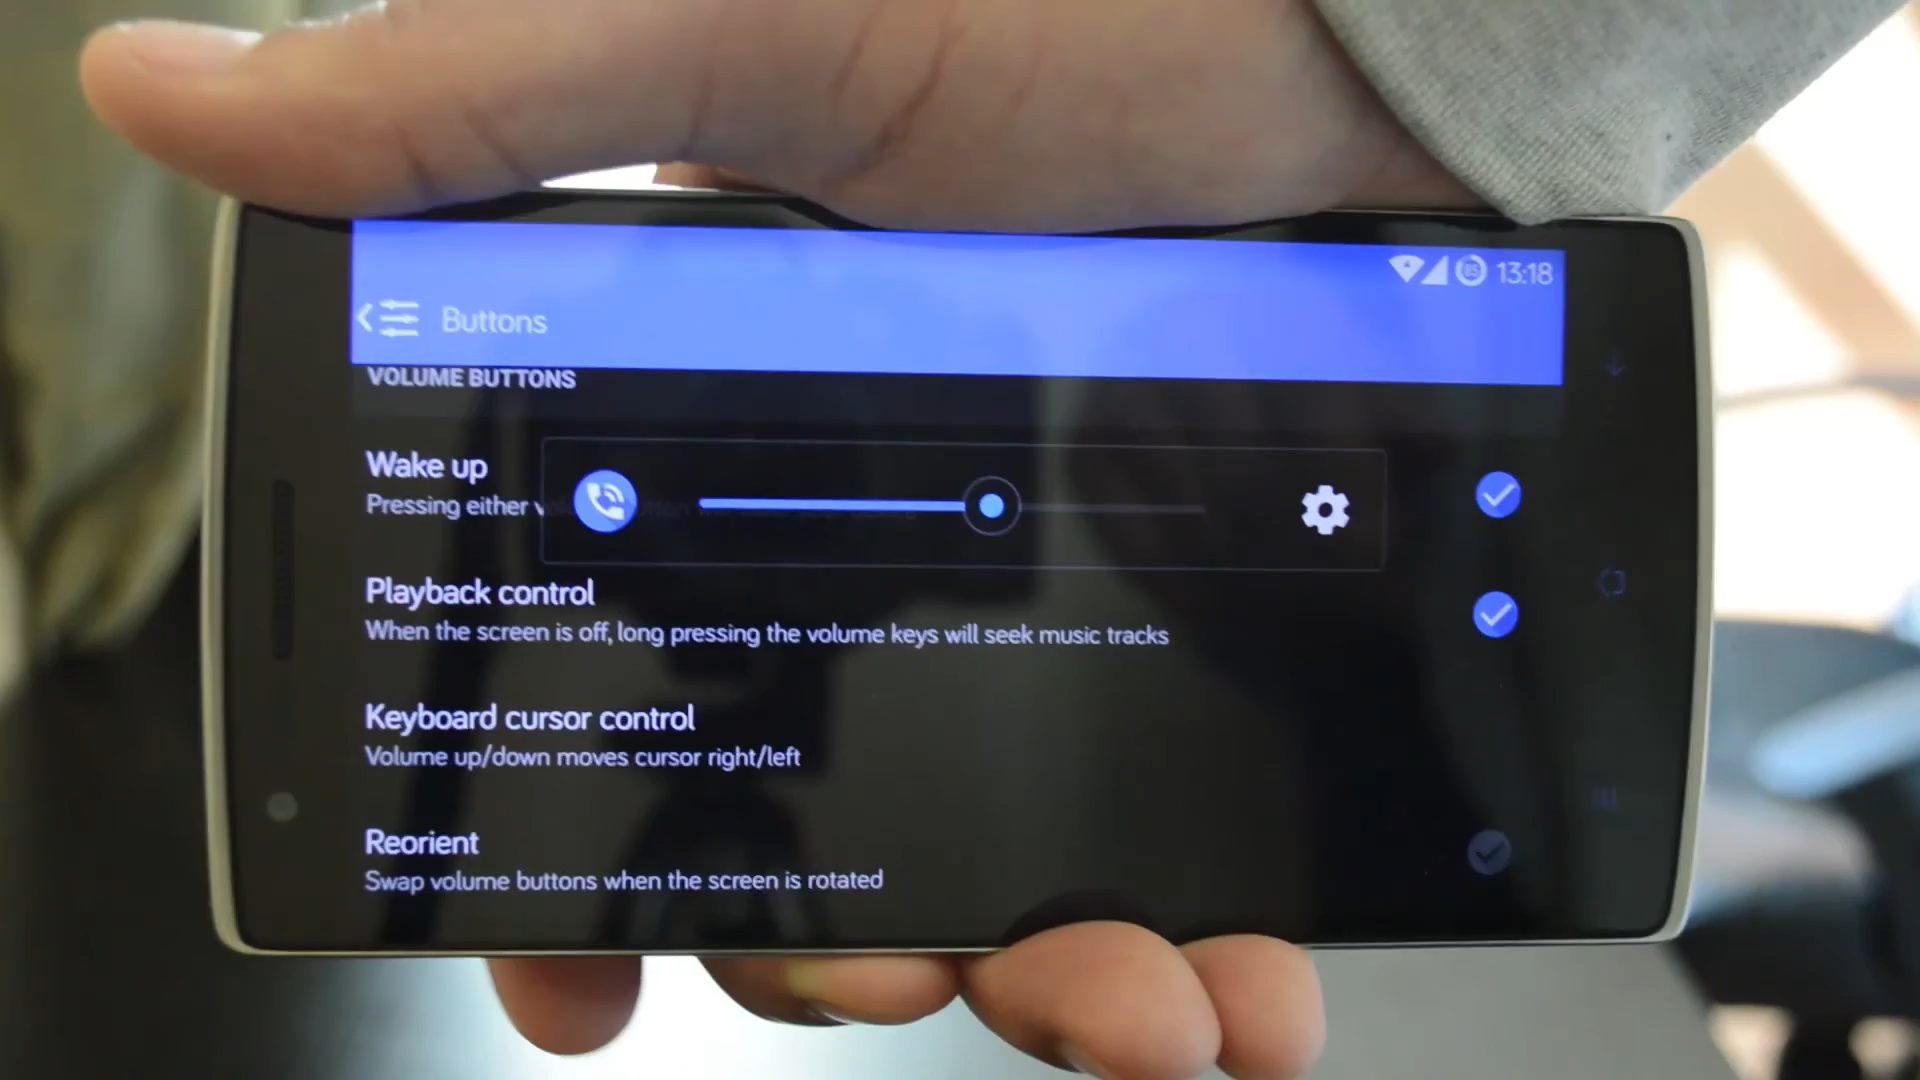 85 13:18
Buttons
VOLUME BUTTONS
Wake up
Pressing either
Playback control
When the screen is off, long pressing the volume keys will seek music tracks
Keyboard cursor control
Volume up/down moves cursor right/left
Reorient
Swap volume buttons when the screen is rotated